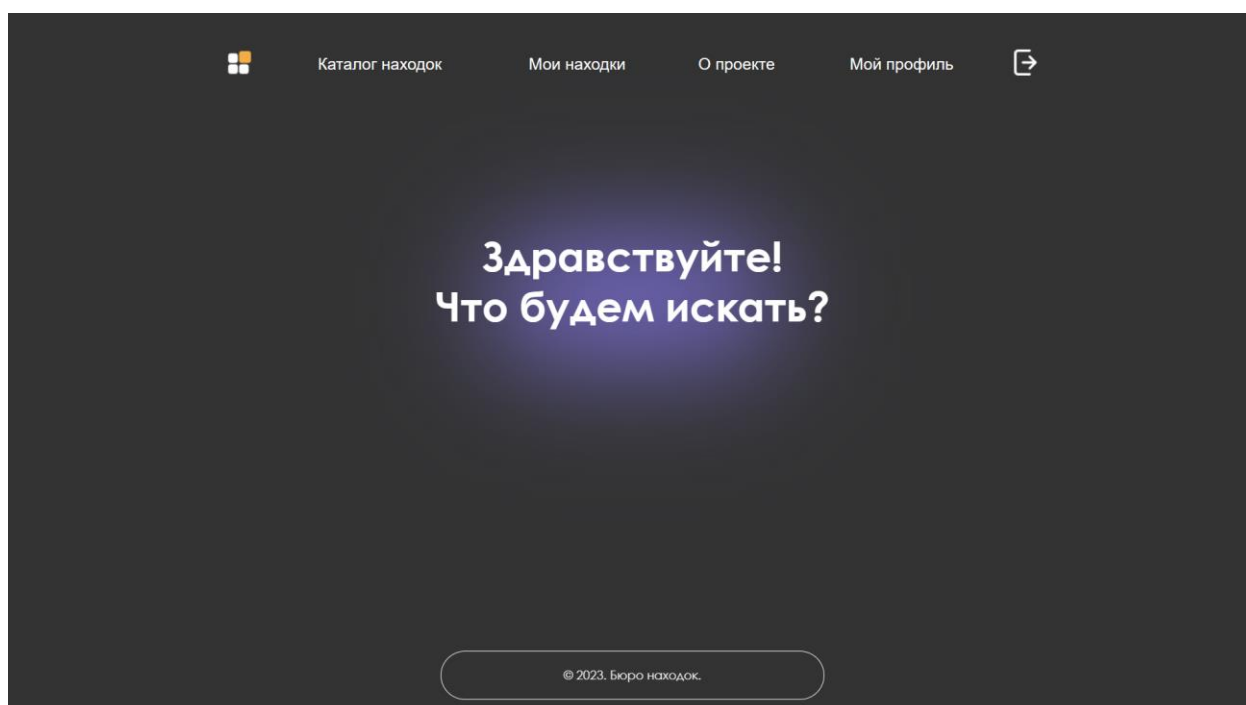 Каталог находок Мои находки О проекте Мой профиль
Здравствуйте!
Что будем искать?
© 2023. Бюро находок.